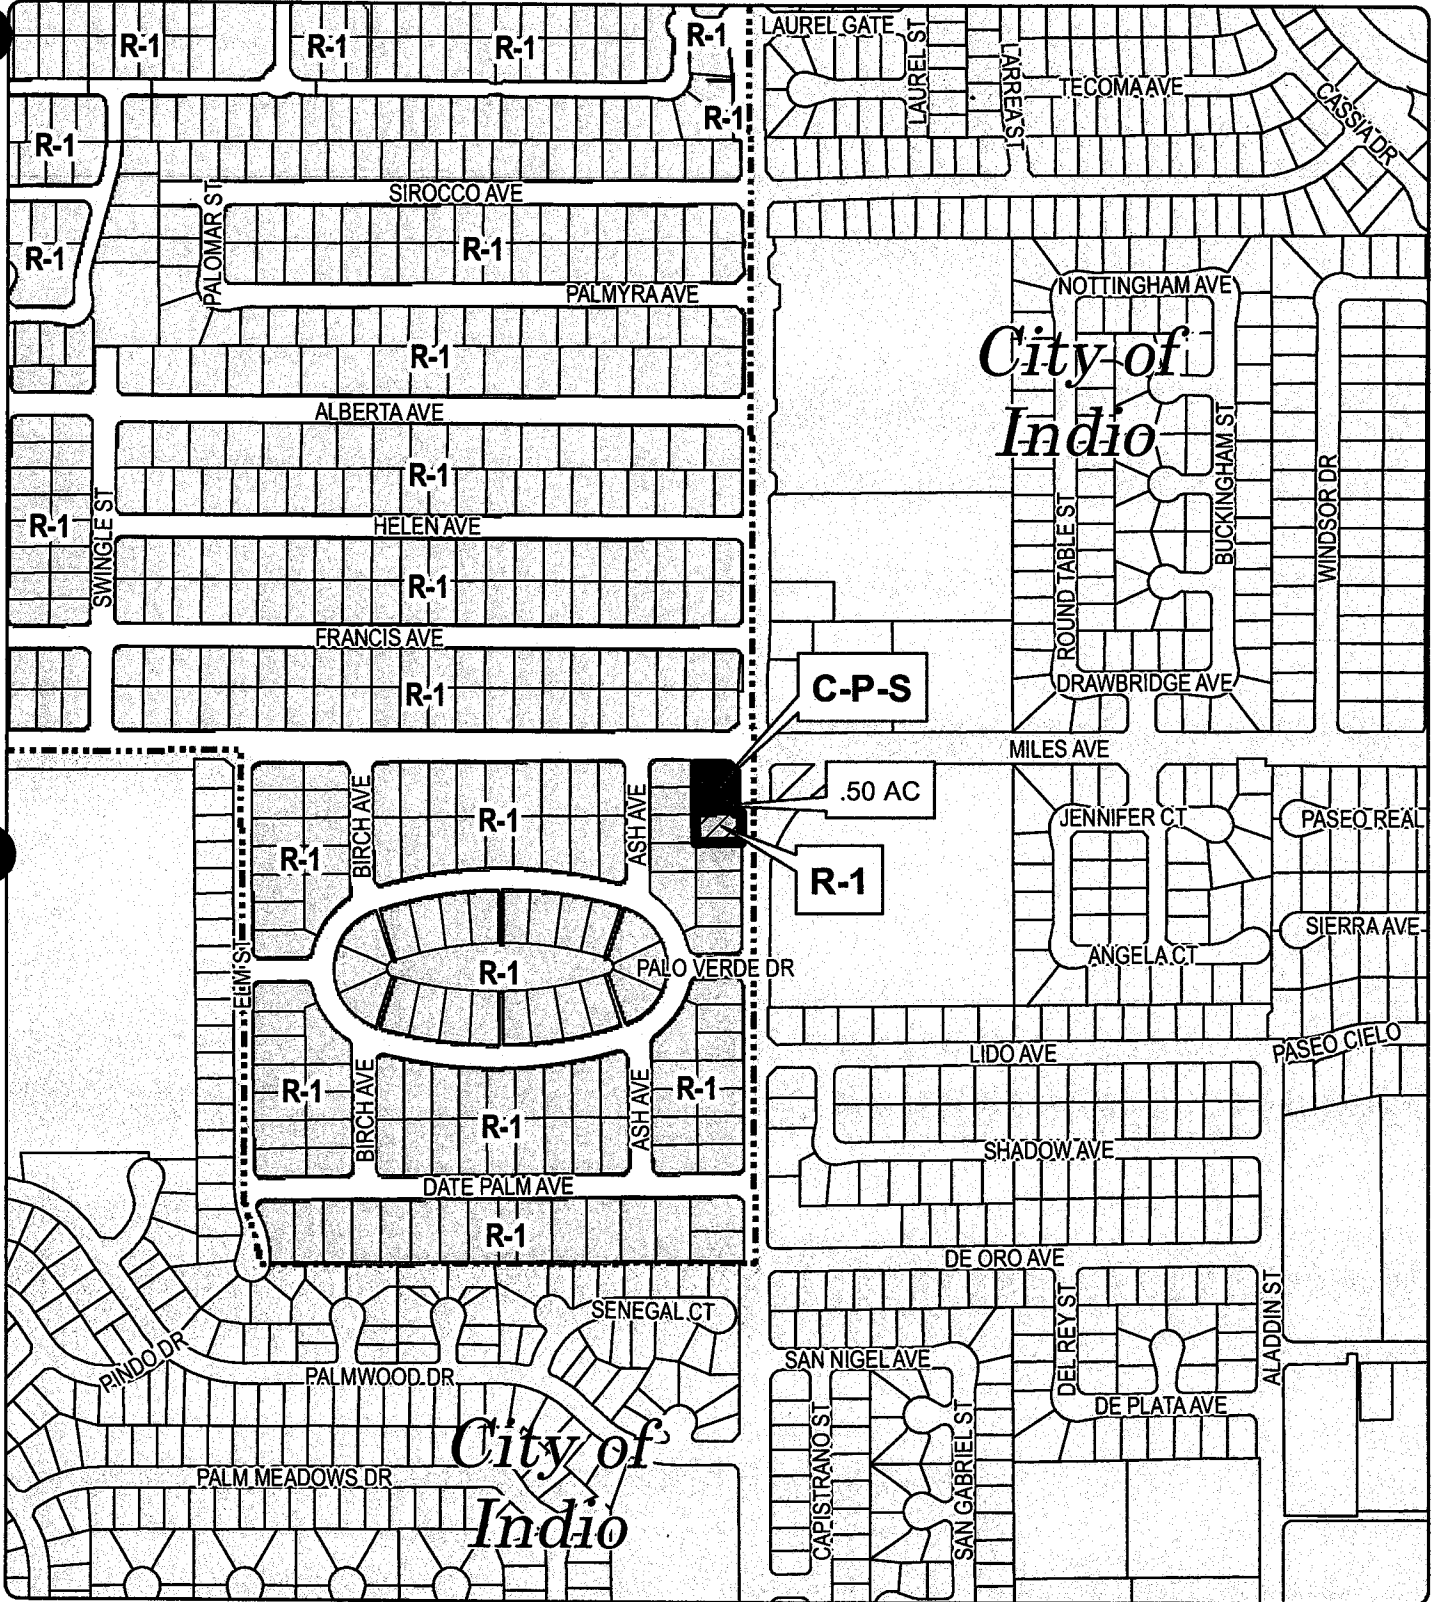 R-1
R-1
R-1
R-1
LAUREL GATE
LAUREL ST
LARREA ST
TECOMA AVE
CASSIA DR
R-1
R-1
SIROCCO AVE
PALOMAR ST
R-1
R-1
PALMYRA AVE
NOTTINGHAM AVE
City of
Indio
R-1
ALBERTA AVE
R-1
BUCKINGHAM ST
WINDSOR DR
ROUND TABLE ST
R-1
SWINGLE ST
HELEN AVE
R-1
FRANCIS AVE
R-1
C-P-S
DRAWBRIDGE AVE
MILES AVE
.50 AC
R-1
BIRCH AVE
R-1
ASH AVE
R-1
JENNIFER CT
PASEO REAL
SIERRA AVE
ANGELA CT
ELM ST
R-1
PALO VERDE DR
LIDO AVE
PASEO CIELO
R-1
BIRCH AVE
R-1
ASH AVE
R-1
SHADOW AVE
DATE PALM AVE
R-1
DE ORO AVE
SENEGAL CT
DEL REY ST
ALADDIN ST
PINDO DR
PALMWOOD DR
SAN NIGEL AVE
DE PLATA AVE
City of
Indio
PALM MEADOWS DR
CAPISTRANO ST
SAN GABRIEL ST